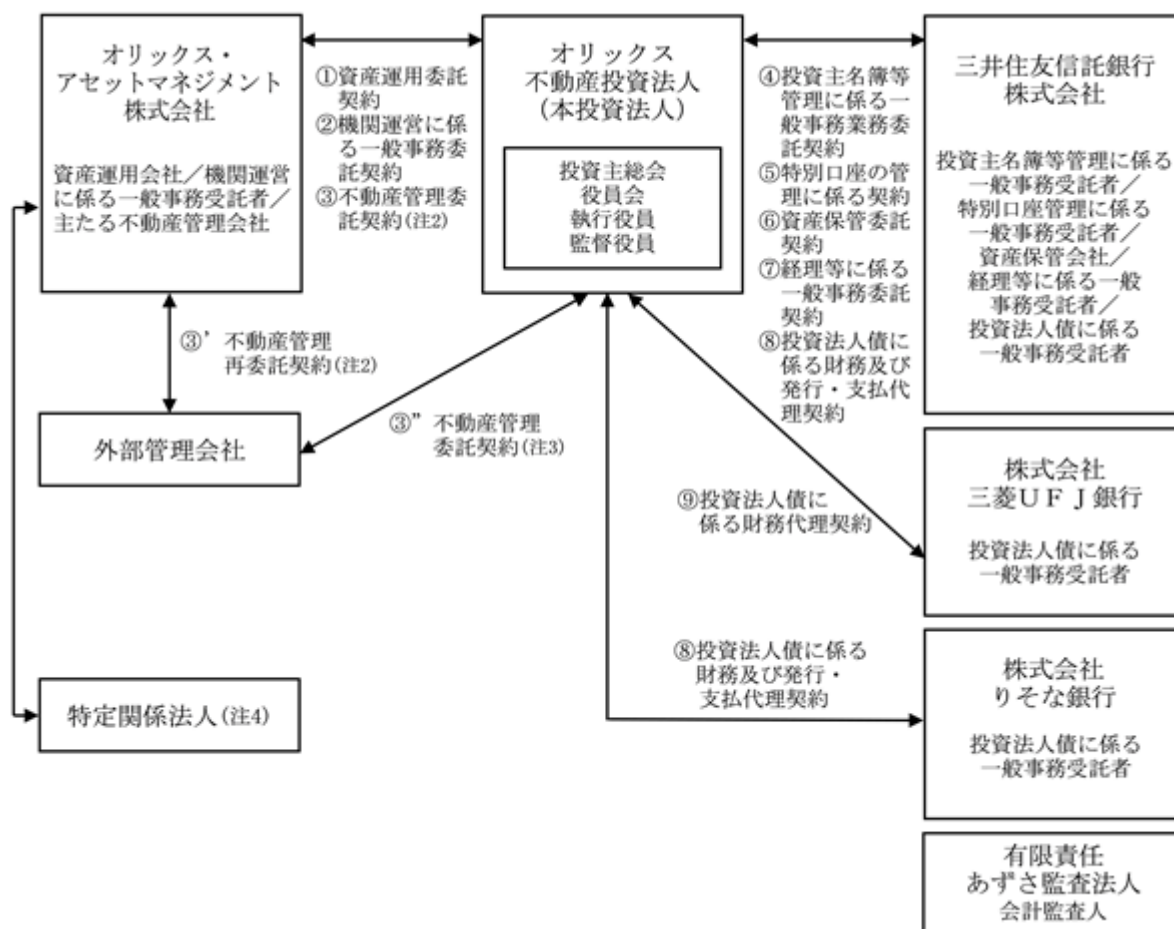 オリックス・
アセットマネジメント
株式会社
資産運用会社／機関運営
に係る一般事務受託者／
主たる不動産管理会社
①資産運用委託
契約
②機関運営に係
る一般事務委
託契約
③不動産管理委
託契約(注2)
オリックス
不動産投資法人
(本投資法人)
投資主総会
役員会
執行役員
監督役員
④投資主名簿等
管理に係る一
般事務業務委
託契約
⑤特別口座の管
理に係る契約
⑥資産保管委託
契約
⑦経理等に係る
一般事務委託
契約
⑧投資法人債に
係る財務及び
発行・支払代
理契約
三井住友信託銀行
株式会社
投資主名簿等管理に係る
一般事務受託者／
特別口座管理に係る
一般事務受託者／
資産保管会社／
経理等に係る一般
事務受託者／
投資法人債に係る
一般事務受託者
③’不動産管理
再委託契約(注2)
外部管理会社
③”不動産管理
委託契約(注3)
⑨投資法人債に
係る財務代理契約
株式会社
三菱ＵＦＪ銀行
投資法人債に係る
一般事務受託者
⑧投資法人債に係る
財務及び発行・
支払代理契約
株式会社
りそな銀行
投資法人債に係る
一般事務受託者
特定関係法人(注4)
有限責任
あずさ監査法人
会計監査人